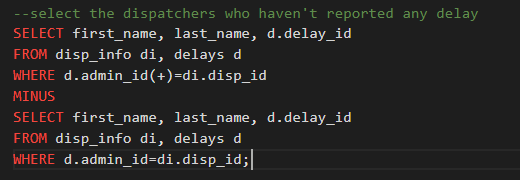 --select the dispatchers who haven't reported any delay
SELECT first_name, last_name, d.delay_id
FROM disp_info di, delays d
WHERE d.admin_id(+)=di.disp_id
MINUS
SELECT first_name, last_name, d.delay_id
FROM disp_info di, delays d
WHERE d.admin_id=di.disp_id;